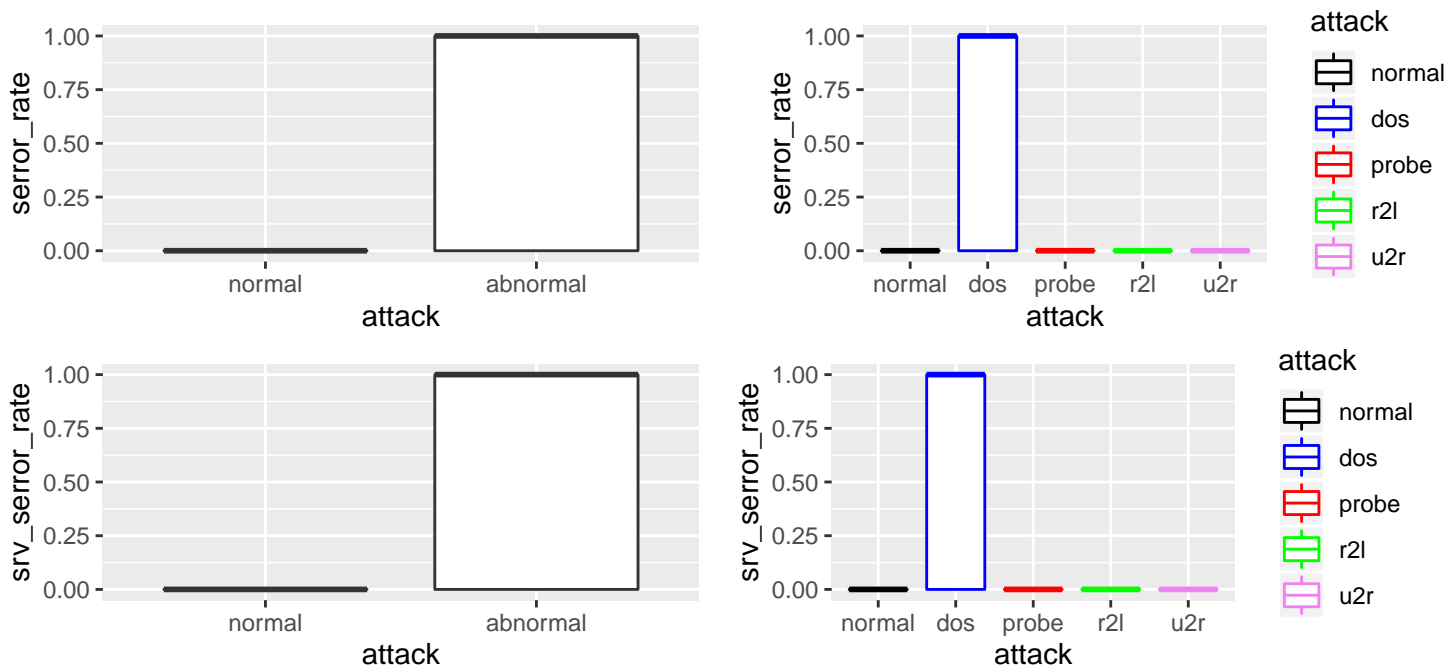 serror_rate
1.00
0.75
0.50
0.25
0.00
normal abnormal
attack
serror_rate
1.00
0.75
0.50
0.25
0.00
normal dos probe r2l u2r
attack
attack
normal
dos
probe
r2l
u2r
srv_serror_rate
1.00
0.75
0.50
0.25
0.00
normal abnormal
attack
srv_serror_rate
1.00
0.75
0.50
0.25
0.00
normal dos probe r2l u2r
attack
attack
normal
dos
probe
r2l
u2r